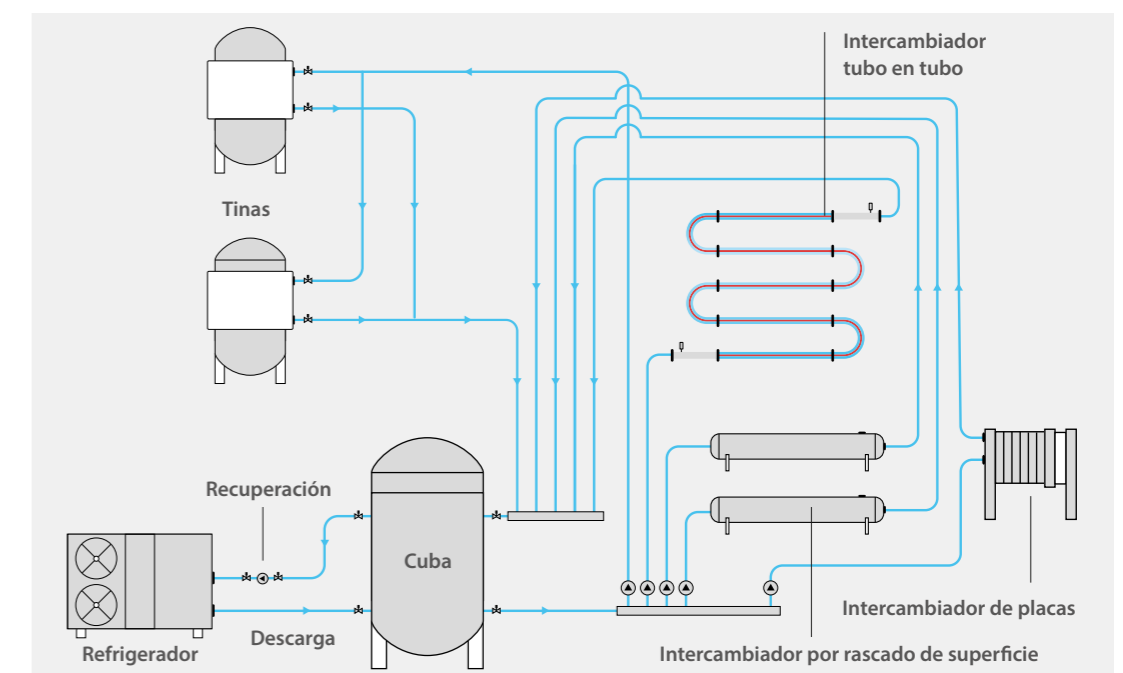 Intercambiador
tubo en tubo
Tinas
Recuperación
Cuba
Descarga
Refrigerador
Intercambiador de placas
Intercambiador por rascado de superficie